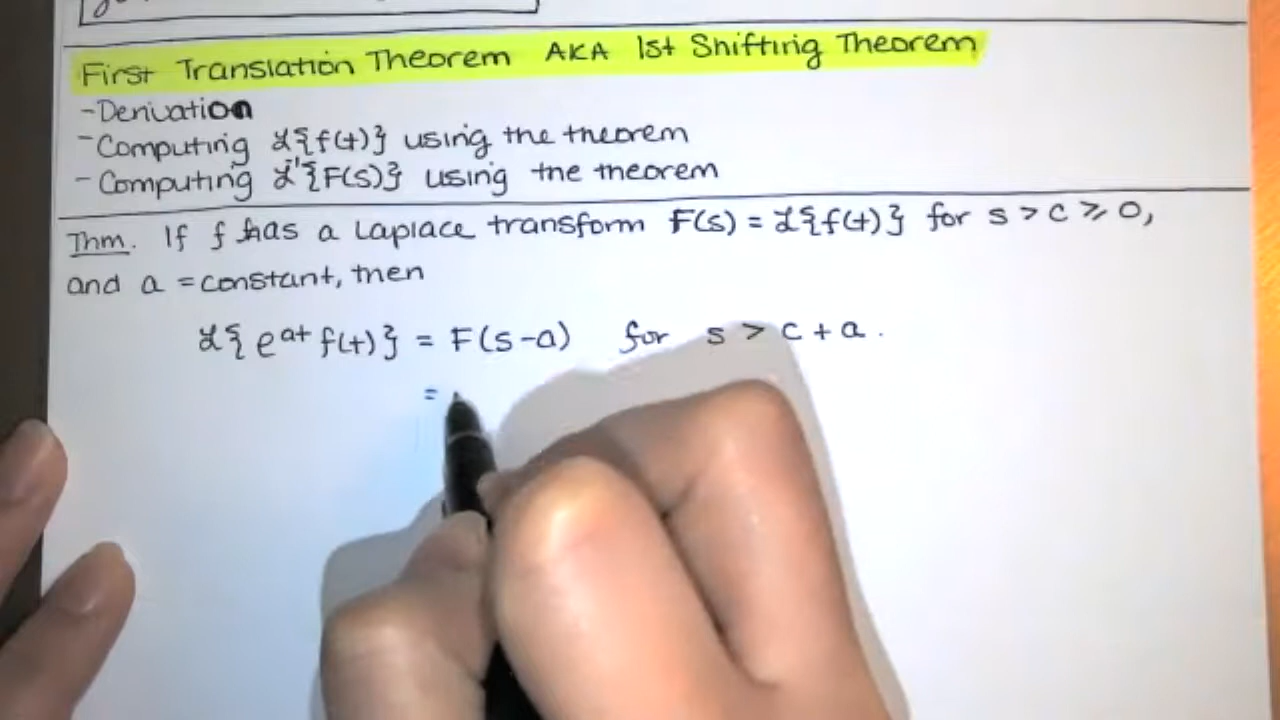 First Translation Theorem AKA 1st Shifting Theorem
- Derivation
- Computing ℒ{f(t)} using the theorem
- Computing ℒ⁻¹{F(s)} using the theorem
Thm. If f has a Laplace transform F(s) = ℒ{f(t)} for s > c ≥ 0,
and a = constant, then
ℒ{e^{at} f(t)} = F(s-a) for s > c + a.
=